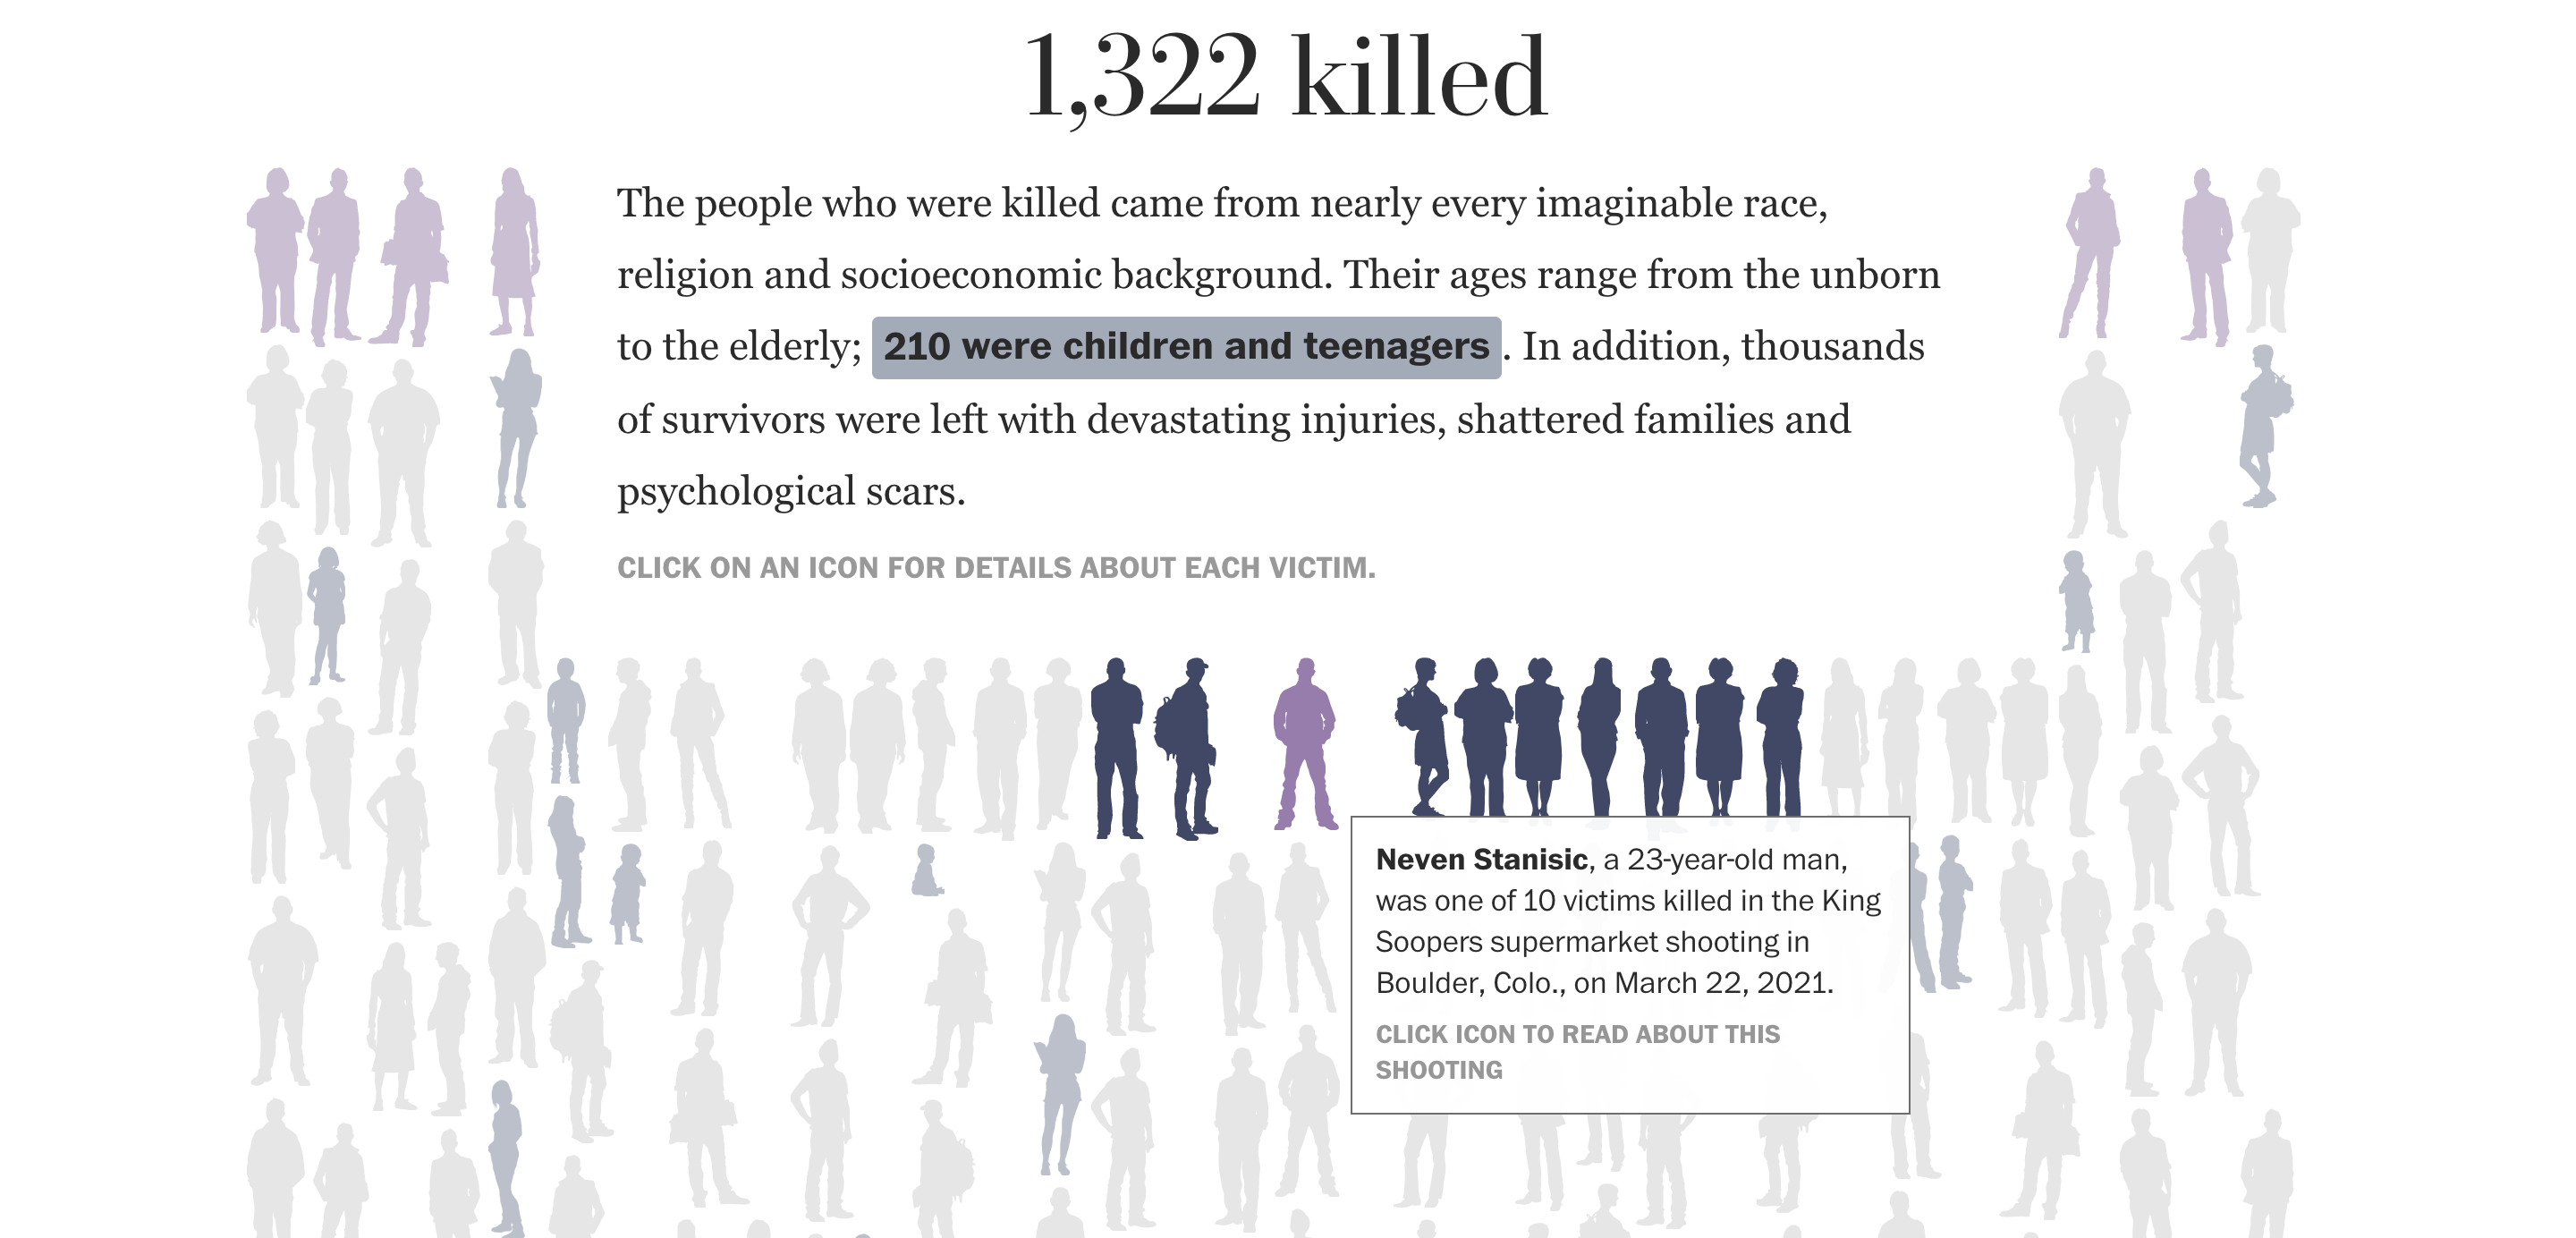 1,322 killed
The people who were killed came from nearly every imaginable race,
religion and socioeconomic background. Their ages range from the unborn
to the elderly; 210 were children and teenagers. In addition, thousands
of survivors were left with devastating injuries, shattered families and
psychological scars.
CLICK ON AN ICON FOR DETAILS ABOUT EACH VICTIM.
Neven Stanisic, a 23-year-old man,
was one of 10 victims killed in the King
Soopers supermarket shooting in
Boulder, Colo., on March 22, 2021.
CLICK ICON TO READ ABOUT THIS
SHOOTING